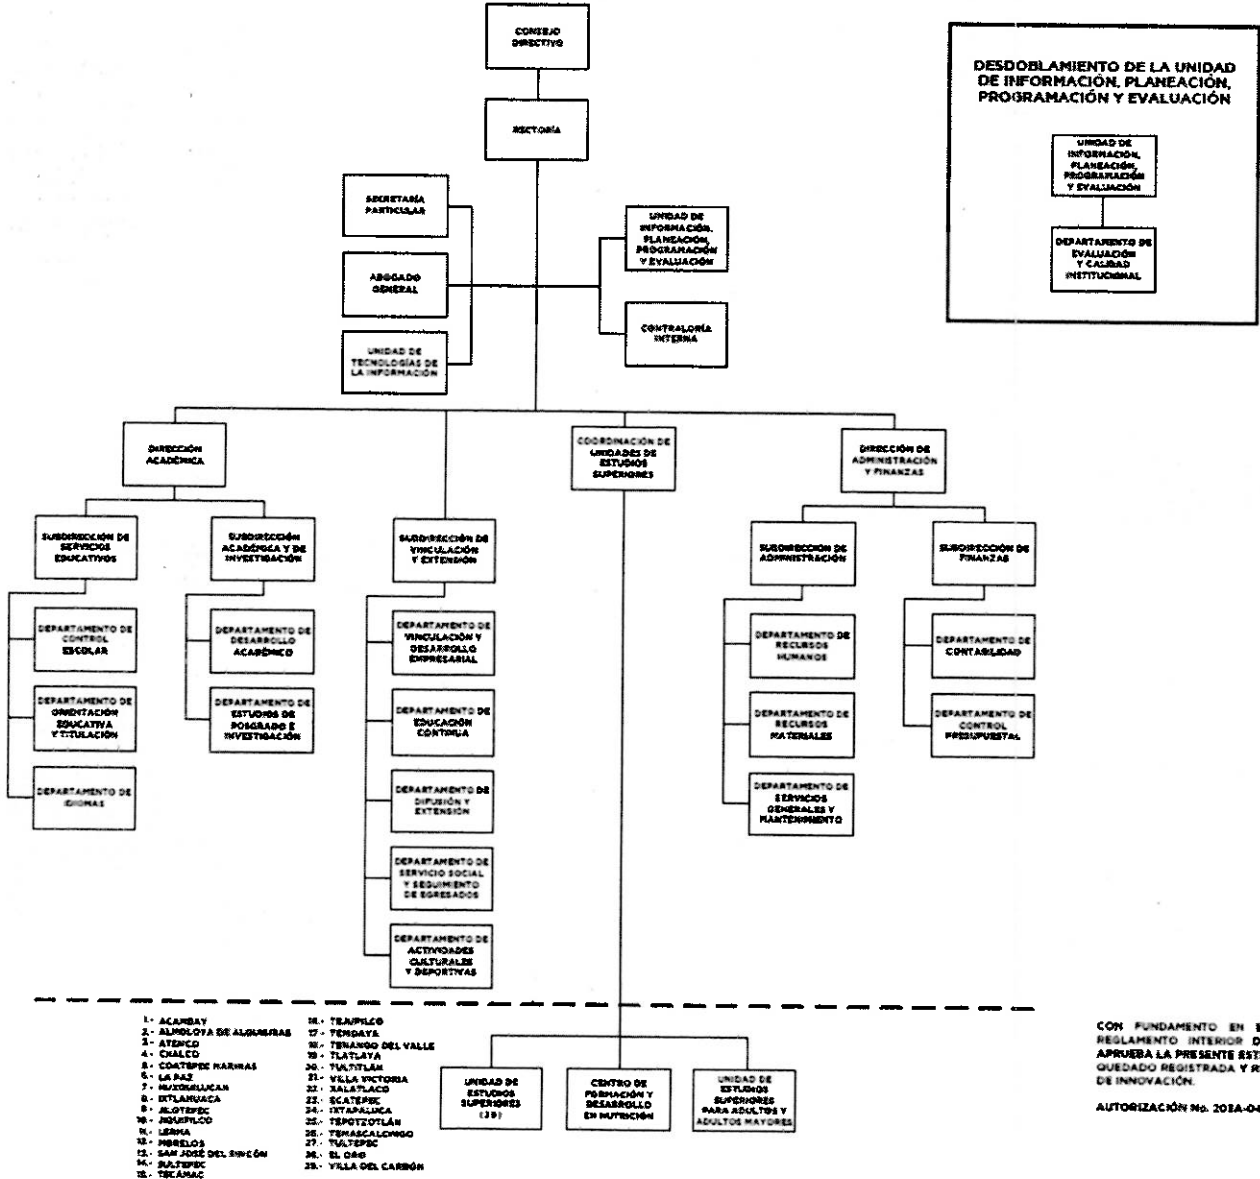 CONSEJO
DIRECTIVO
RECTORÍA
SECRETARÍA
PARTICULAR
ABOGADO
GENERAL
UNIDAD DE
TECNOLOGÍAS DE
LA INFORMACIÓN
UNIDAD DE
INFORMACIÓN,
PLANEACIÓN,
PROGRAMACIÓN
Y EVALUACIÓN
CONTRALORÍA
INTERNA
DESDOBLAMIENTO DE LA UNIDAD
DE INFORMACIÓN, PLANEACIÓN,
PROGRAMACIÓN Y EVALUACIÓN
UNIDAD DE
INFORMACIÓN,
PLANEACIÓN,
PROGRAMACIÓN
Y EVALUACIÓN
DEPARTAMENTO DE
EVALUACIÓN
Y CALIDAD
INSTITUCIONAL
DIRECCIÓN
ACADÉMICA
COORDINACIÓN DE
UNIDADES DE
ESTUDIOS
SUPERIORES
DIRECCIÓN DE
ADMINISTRACIÓN
Y FINANZAS
SUBDIRECCIÓN DE
SERVICIOS
EDUCATIVOS
SUBDIRECCIÓN
ACADÉMICA Y DE
INVESTIGACIÓN
SUBDIRECCIÓN DE
VINCULACIÓN
Y EXTENSIÓN
SUBDIRECCIÓN DE
ADMINISTRACIÓN
SUBDIRECCIÓN DE
FINANZAS
DEPARTAMENTO DE
CONTROL
ESCOLAR
DEPARTAMENTO DE
ORIENTACIÓN
EDUCATIVA
Y TITULACIÓN
DEPARTAMENTO DE
IDIOMAS
DEPARTAMENTO DE
DESARROLLO
ACADÉMICO
DEPARTAMENTO DE
ESTUDIOS DE
POSGRADO E
INVESTIGACIÓN
DEPARTAMENTO DE
VINCULACIÓN Y
DESARROLLO
EMPRESARIAL
DEPARTAMENTO DE
EDUCACIÓN
CONTINUA
DEPARTAMENTO DE
DIFUSIÓN Y
EXTENSIÓN
DEPARTAMENTO DE
SERVICIO SOCIAL
Y SEGUIMIENTO
DE EGRESADOS
DEPARTAMENTO DE
ACTIVIDADES
CULTURALES
Y DEPORTIVAS
DEPARTAMENTO DE
RECURSOS
HUMANOS
DEPARTAMENTO DE
RECURSOS
MATERIALES
DEPARTAMENTO DE
SERVICIOS
GENERALES Y
MANTENIMIENTO
DEPARTAMENTO DE
CONTABILIDAD
DEPARTAMENTO DE
CONTROL
PRESUPUESTAL
1.- ACAMBAY
2.- ALMOLOYA DE ALQUISIRAS
3.- ATENCO
4.- CHALCO
5.- COATEPEC HARINAS
6.- LA PAZ
7.- HUIXQUILUCAN
8.- IXTLAHUACA
9.- JILOTEPEC
10.- JIQUIPILCO
11.- LERMA
12.- MORELOS
13.- SAN JOSÉ DEL RINCÓN
14.- SULTEPEC
15.- TECÁMAC
16.- TEJUPILCO
17.- TEMOAYA
18.- TENANGO DEL VALLE
19.- TLATLAYA
20.- TULTITLÁN
21.- VILLA VICTORIA
22.- XALATLACO
23.- ECATEPEC
24.- IXTAPALUCA
25.- TEPOTZOTLÁN
26.- TEMASCALCINGO
27.- TULTEPEC
28.- EL ORO
29.- VILLA DEL CARBÓN
UNIDAD DE
ESTUDIOS
SUPERIORES
(29)
CENTRO DE
FORMACIÓN Y
DESARROLLO
EN NUTRICIÓN
UNIDAD DE
ESTUDIOS
SUPERIORES
PARA ADULTOS Y
ADULTOS MAYORES
CON FUNDAMENTO EN E
REGLAMENTO INTERIOR D
APRUEBA LA PRESENTE EST
QUEDADO REGISTRADA Y R
DE INNOVACIÓN.
AUTORIZACIÓN No. 203A-04